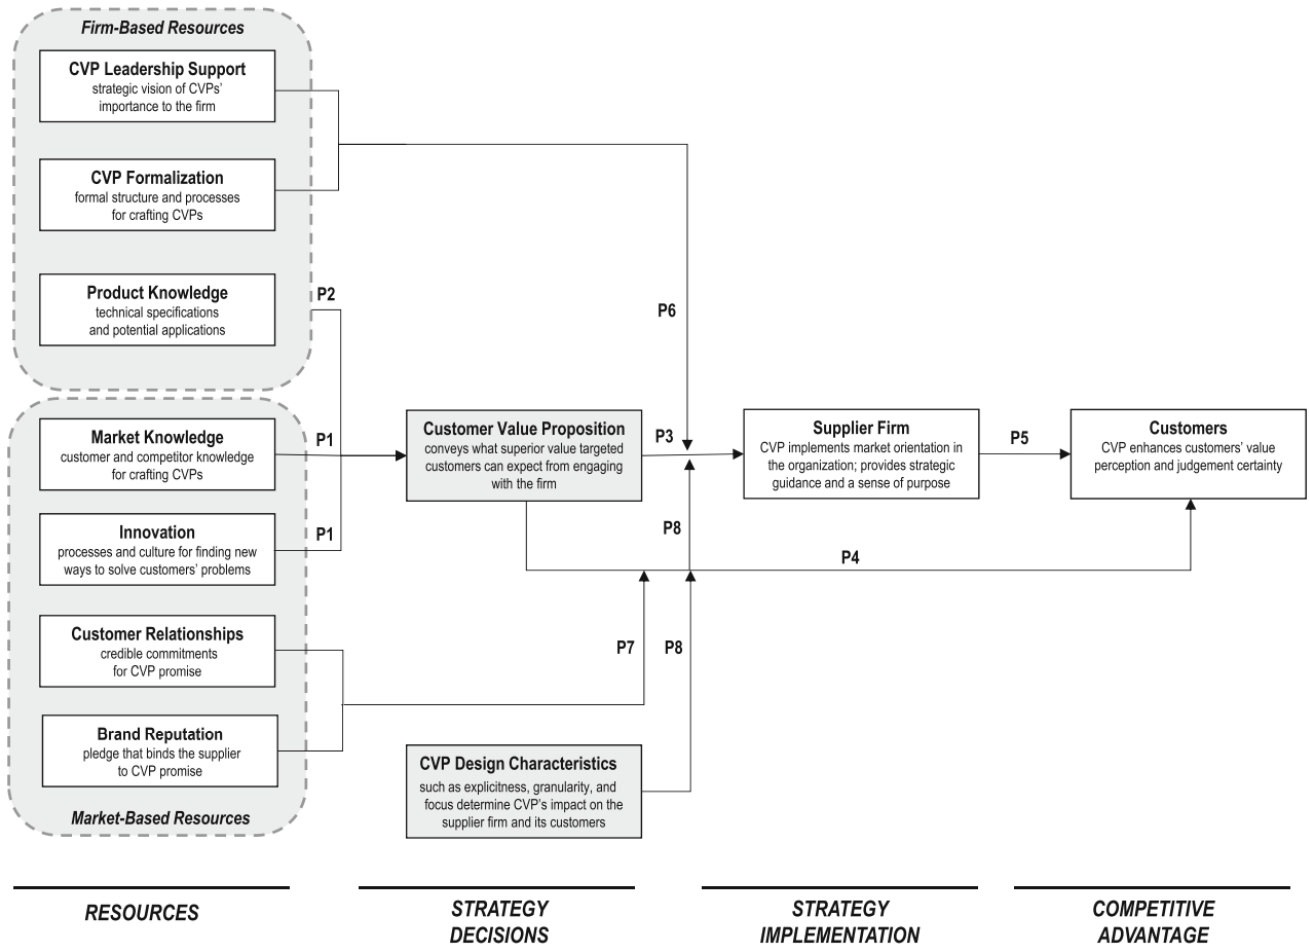 Firm-Based Resources
CVP Leadership Support
strategic vision of CVPs'
importance to the firm
CVP Formalization
formal structure and processes
for crafting CVPs
Product Knowledge
technical specifications
and potential applications
P2
P6
Market Knowledge
customer and competitor knowledge
for crafting CVPs
P1
Innovation
processes and culture for finding new
ways to solve customers' problems
P1
Customer Relationships
credible commitments
for CVP promise
Brand Reputation
pledge that binds the supplier
to CVP promise
Market-Based Resources
Customer Value Proposition
conveys what superior value targeted
customers can expect from engaging
with the firm
P3
Supplier Firm
CVP implements market orientation in
the organization; provides strategic
guidance and a sense of purpose
P5
Customers
CVP enhances customers' value
perception and judgement certainty
P8
P4
P7
P8
CVP Design Characteristics
such as explicitness, granularity, and
focus determine CVP's impact on the
supplier firm and its customers
RESOURCES
STRATEGY
DECISIONS
STRATEGY
IMPLEMENTATION
COMPETITIVE
ADVANTAGE